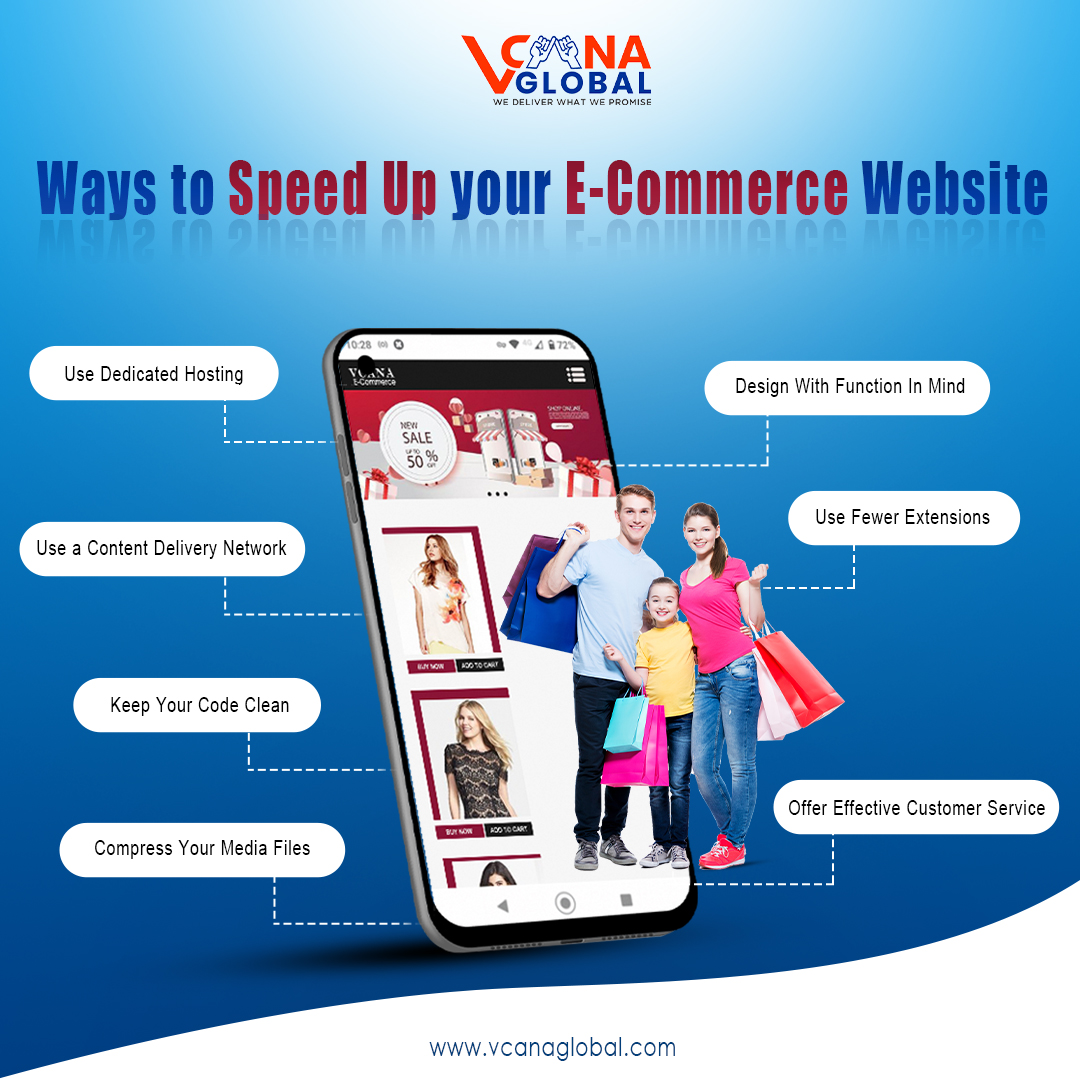 VCANA
GLOBAL
WE DELIVER WHAT WE PROMISE
Ways to Speed Up your E-Commerce Website
Use Dedicated Hosting
Use a Content Delivery Network
Keep Your Code Clean
Compress Your Media Files
Design With Function In Mind
Use Fewer Extensions
Offer Effective Customer Service
10:28
4G
72%
VCANA
E-Commerce
NEW
SALE
UP TO
50 %
OFF
SHOP ONLINE
BUY NOW
ADD TO CART
BUY NOW
ADD TO CART
www.vcanaglobal.com